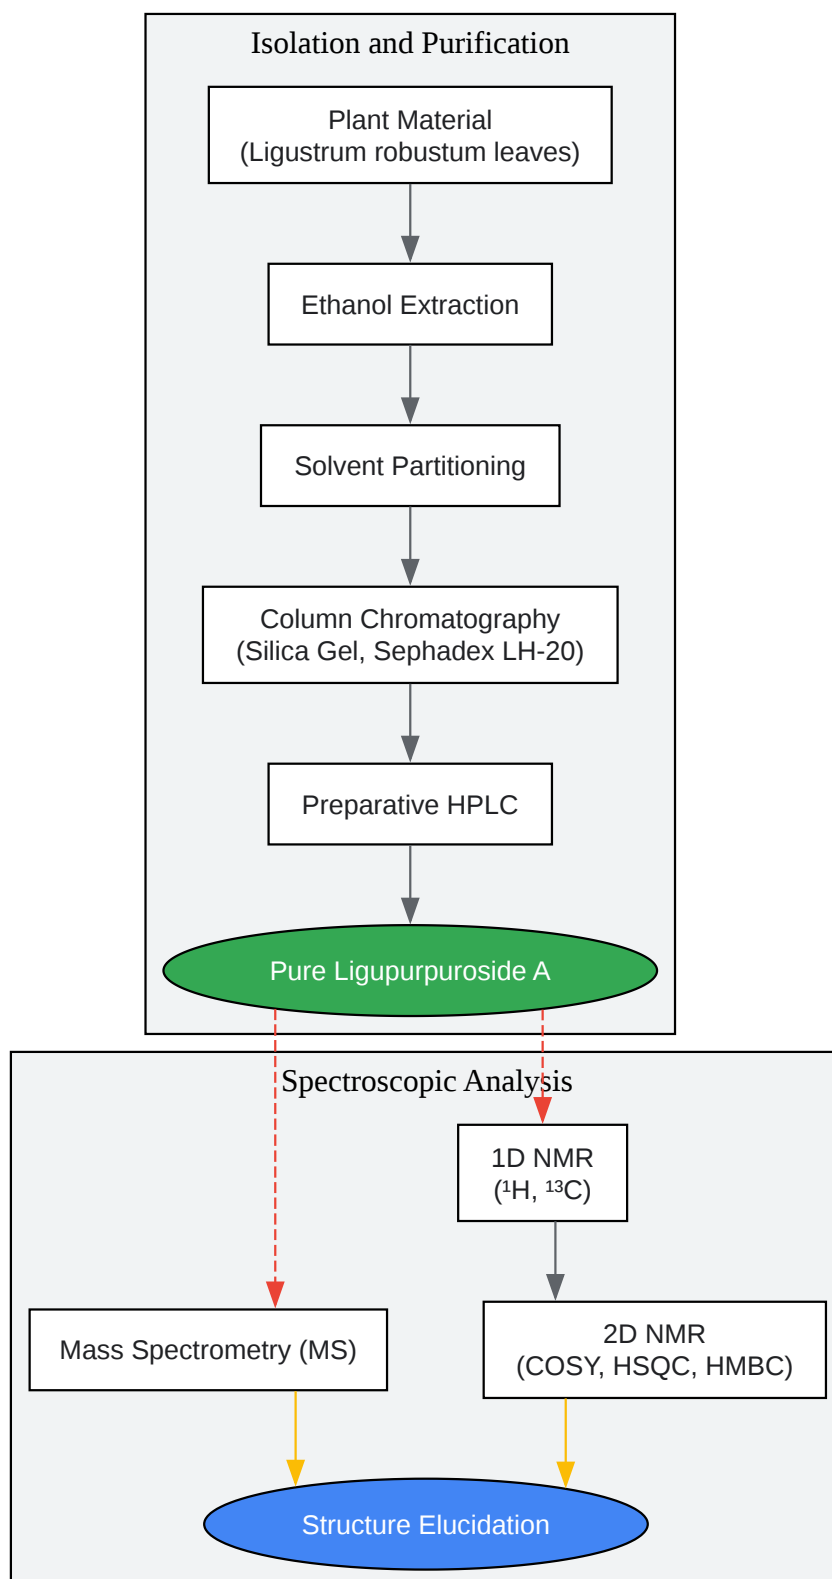 Isolation and Purification
Plant Material
(Ligustrum robustum leaves)
Ethanol Extraction
Solvent Partitioning
Column Chromatography
(Silica Gel, Sephadex LH-20)
Preparative HPLC
Pure Ligupurpuroside A
Spectroscopic Analysis
1D NMR
(¹H, ¹³C)
Mass Spectrometry (MS)
2D NMR
(COSY, HSQC, HMBC)
Structure Elucidation